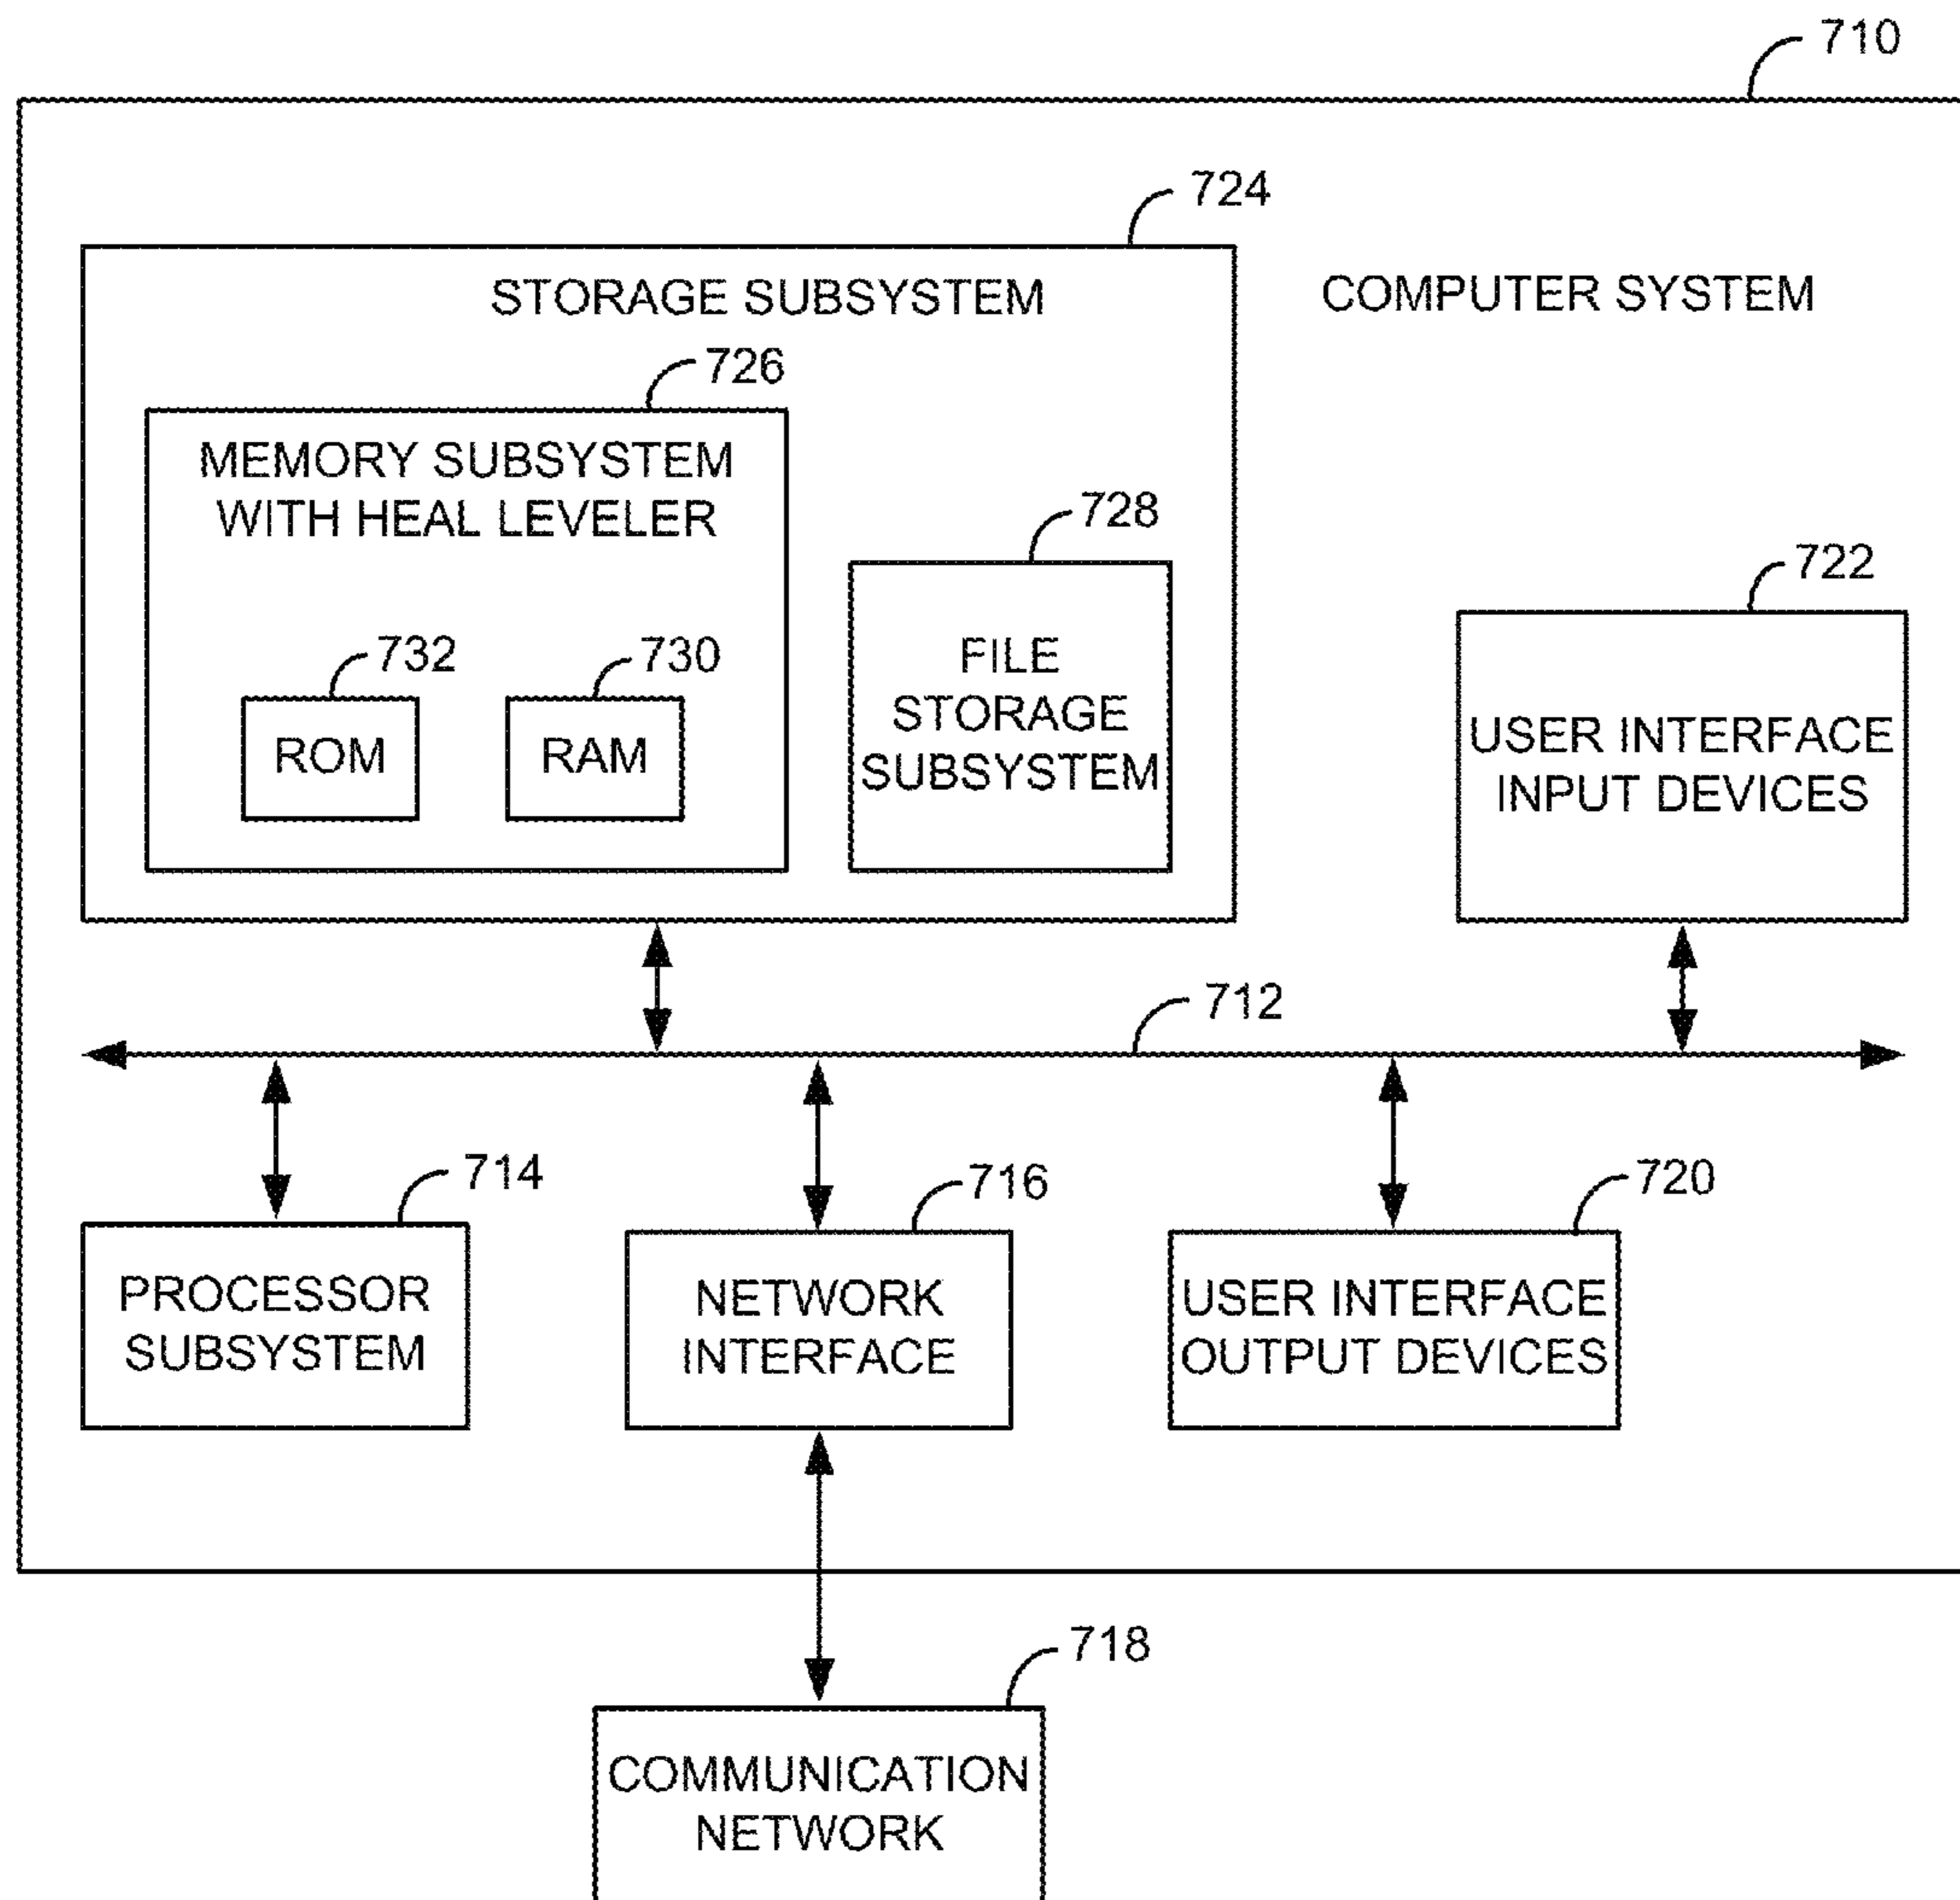 710
724
STORAGE SUBSYSTEM
COMPUTER SYSTEM
726
MEMORY SUBSYSTEM
WITH HEAL LEVELER
728
722
732
730
FILE
STORAGE
SUBSYSTEM
ROM
RAM
USER INTERFACE
INPUT DEVICES
712
714
716
720
PROCESSOR
SUBSYSTEM
NETWORK
INTERFACE
USER INTERFACE
OUTPUT DEVICES
718
COMMUNICATION
NETWORK